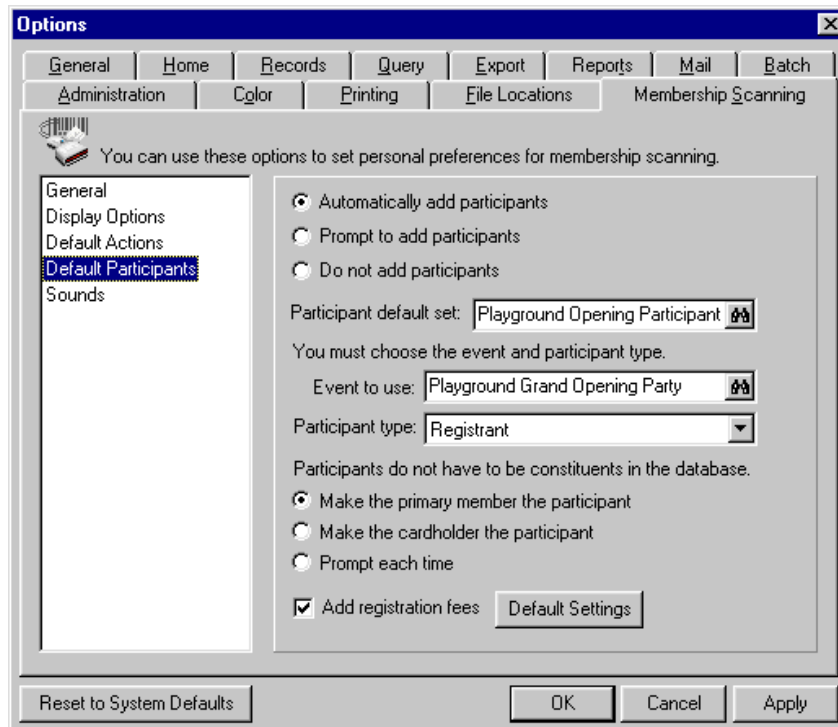 Options
General Home Records Query Export Reports Mail Batch
Administration Color Printing File Locations Membership Scanning
You can use these options to set personal preferences for membership scanning.
General
Display Options
Default Actions
Default Participants
Sounds
Automatically add participants
Prompt to add participants
Do not add participants
Participant default set: Playground Opening Participant
You must choose the event and participant type.
Event to use: Playground Grand Opening Party
Participant type: Registrant
Participants do not have to be constituents in the database.
Make the primary member the participant
Make the cardholder the participant
Prompt each time
Add registration fees Default Settings
Reset to System Defaults OK Cancel Apply